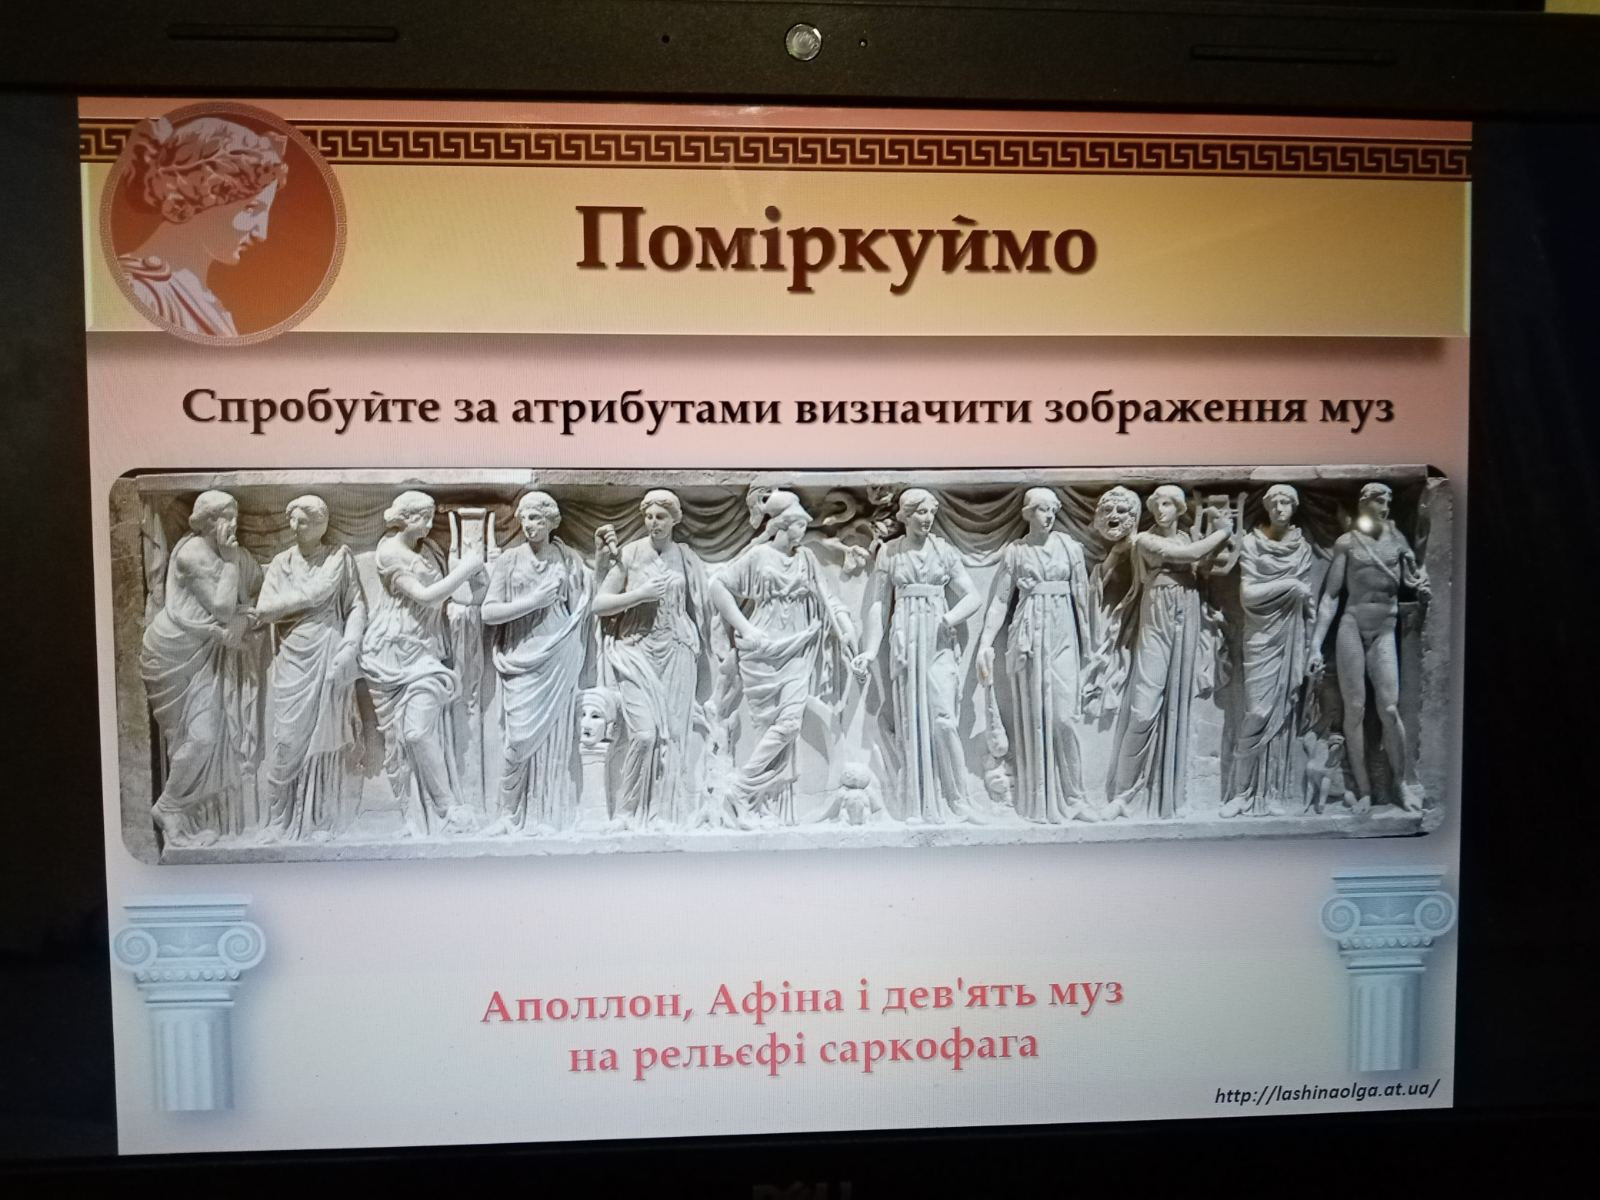 Поміркуймо
Спробуйте за атрибутами визначити зображення муз
Аполлон, Афіна і дев'ять муз
на рельєфі саркофага
http://lashinaolga.at.ua/